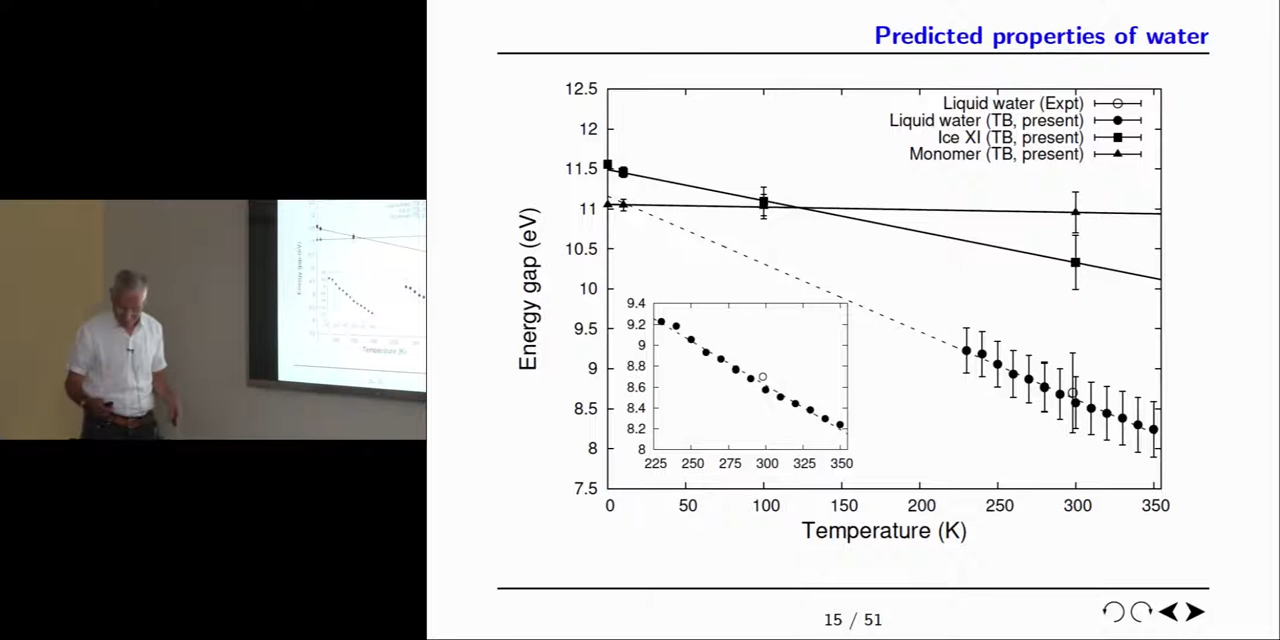 Predicted properties of water
12.5
12
11.5
11
10.5
10
9.5
9
8.5
8
7.5
Energy gap (eV)
Liquid water (Expt)
Liquid water (TB, present)
Ice XI (TB, present)
Monomer (TB, present)
9.4
9.2
9
8.8
8.6
8.4
8.2
8
225 250 275 300 325 350
0 50 100 150 200 250 300 350
Temperature (K)
15 / 51
Temperature (K)